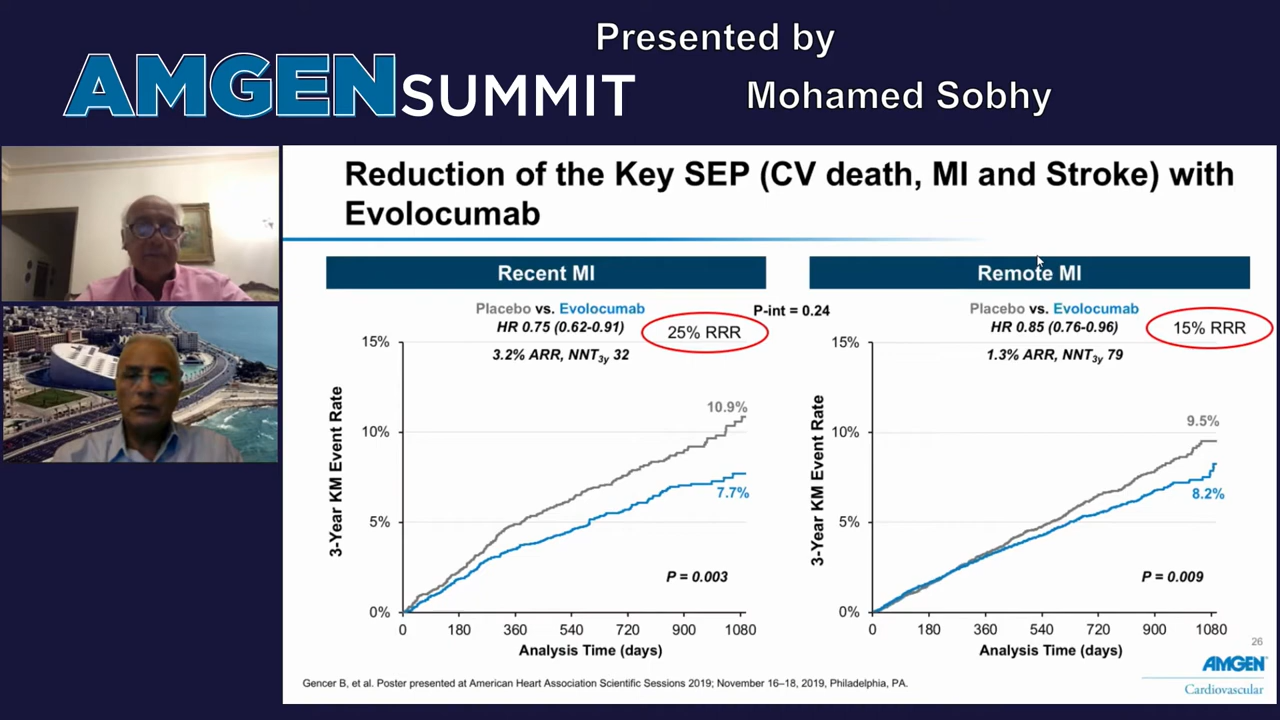 Presented by
AMGEN SUMMIT
Mohamed Sobhy
Reduction of the Key SEP (CV death, MI and Stroke) with
Evolocumab
Recent MI
Placebo vs. Evolocumab
HR 0.75 (0.62-0.91)
25% RRR
3.2% ARR, NNT3y 32
P-int = 0.24
15%
10%
5%
0%
3-Year KM Event Rate
10.9%
7.7%
P = 0.003
0 180 360 540 720 900 1080
Analysis Time (days)
Remote MI
Placebo vs. Evolocumab
HR 0.85 (0.76-0.96)
15% RRR
1.3% ARR, NNT3y 79
15%
10%
5%
0%
3-Year KM Event Rate
9.5%
8.2%
P = 0.009
0 180 360 540 720 900 1080
Analysis Time (days)
26
AMGEN
Cardiovascular
Gencer B, et al. Poster presented at American Heart Association Scientific Sessions 2019; November 16–18, 2019, Philadelphia, PA.